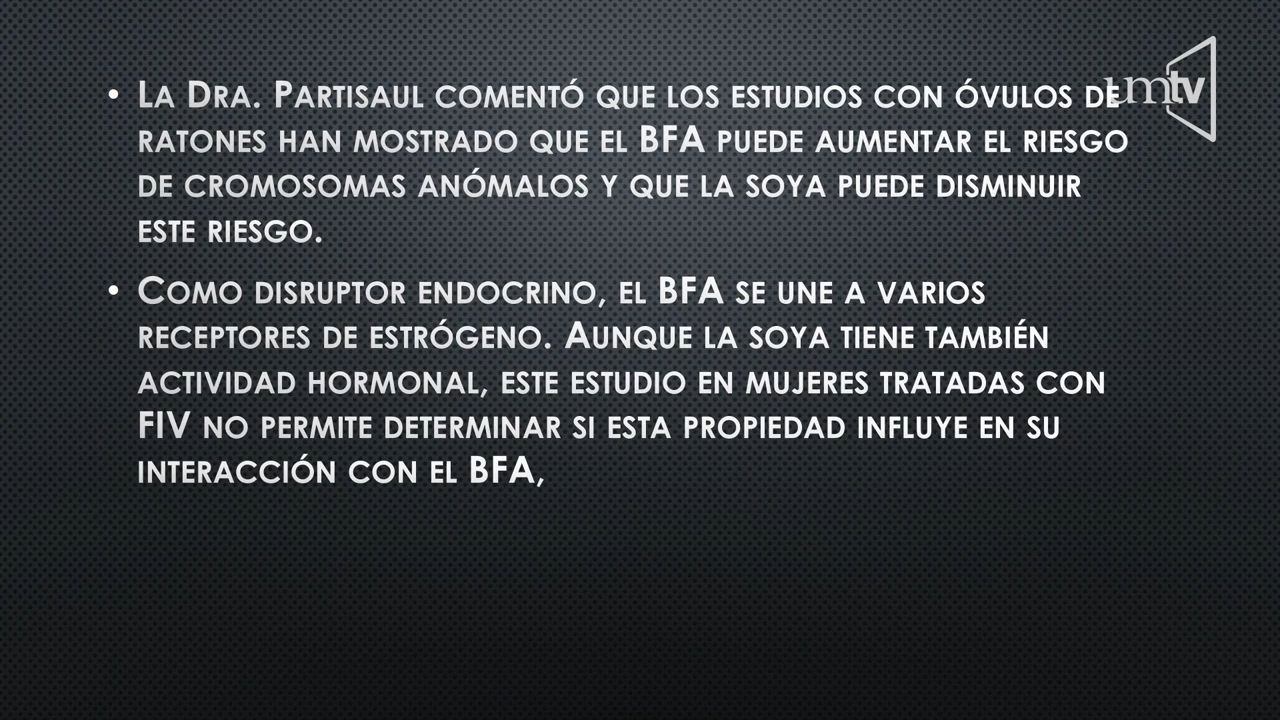 • La Dra. Partisaul comentó que los estudios con óvulos de
ratones han mostrado que el BFA puede aumentar el riesgo
de cromosomas anómalos y que la soya puede disminuir
este riesgo.
• Como disruptor endocrino, el BFA se une a varios
receptores de estrógeno. Aunque la soya tiene también
actividad hormonal, este estudio en mujeres tratadas con
FIV no permite determinar si esta propiedad influye en su
interacción con el BFA,
umtv